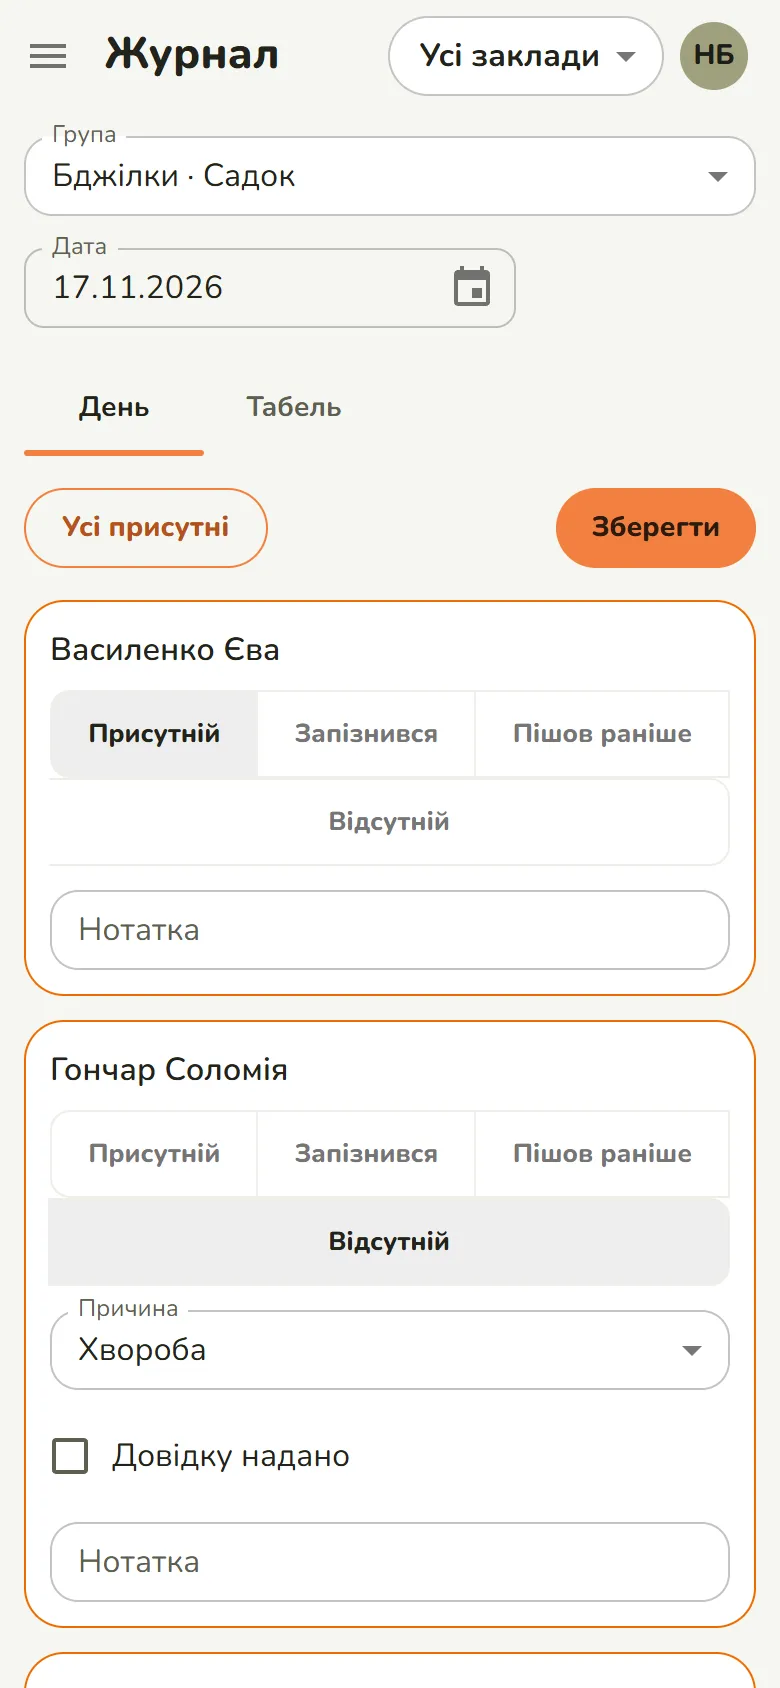 Журнал
Усі заклади
НБ
Група
Бджілки · Садок
Дата
17.11.2026
День
Табель
Усі присутні
Зберегти
Василенко Єва
Присутній
Запізнився
Пішов раніше
Відсутній
Нотатка
Гончар Соломія
Присутній
Запізнився
Пішов раніше
Відсутній
Причина
Хвороба
Довідку надано
Нотатка